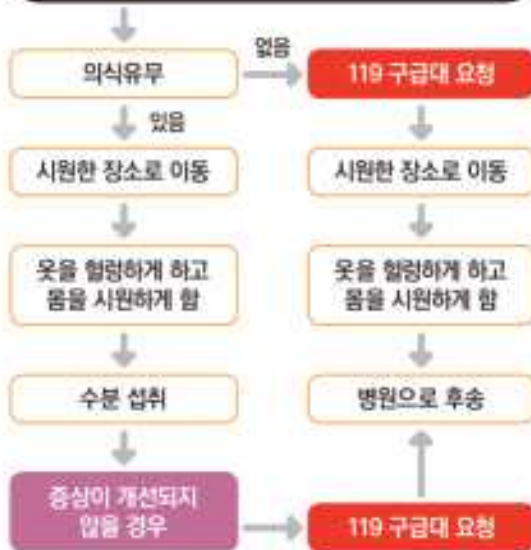 의식유무
없음
119 구급대 요청
있음
시원한 장소로 이동
시원한 장소로 이동
옷을 헐렁하게 하고
몸을 시원하게 함
옷을 헐렁하게 하고
몸을 시원하게 함
수분 섭취
병원으로 후송
증상이 개선되지
않을 경우
119 구급대 요청